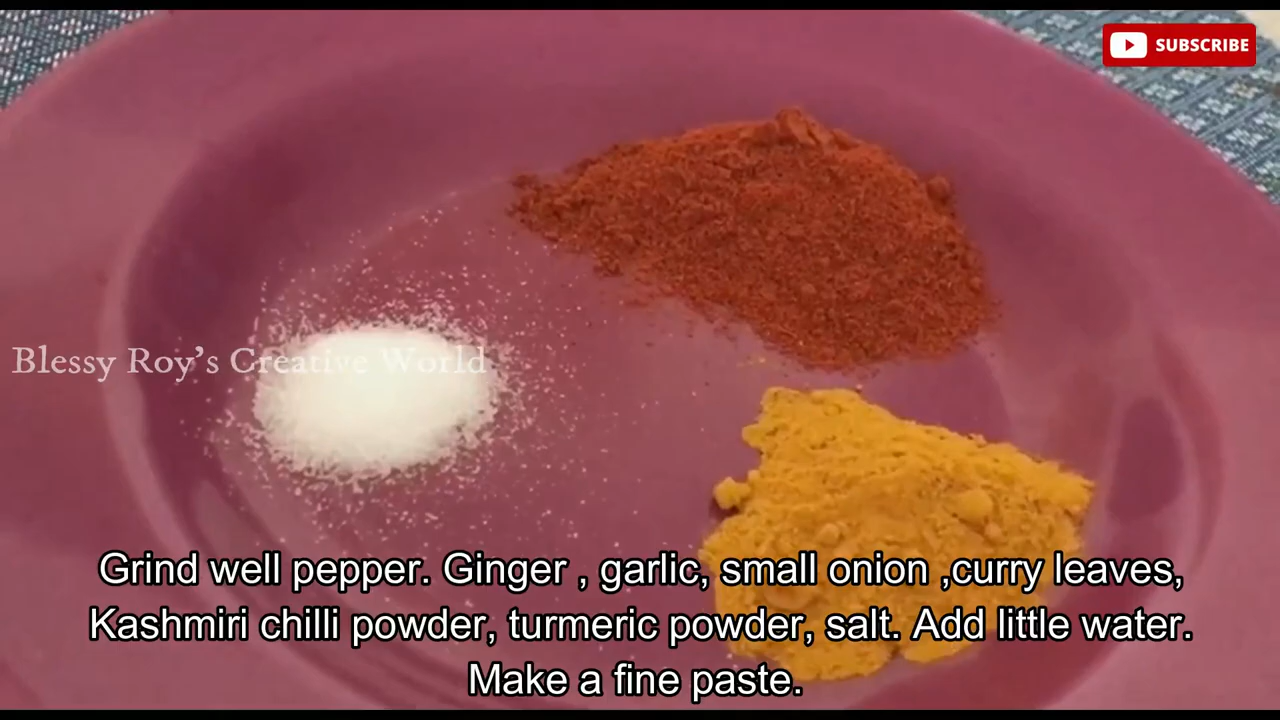 SUBSCRIBE
Blessy Roy's Creative World
Grind well pepper. Ginger , garlic, small onion ,curry leaves,
Kashmiri chilli powder, turmeric powder, salt. Add little water.
Make a fine paste.